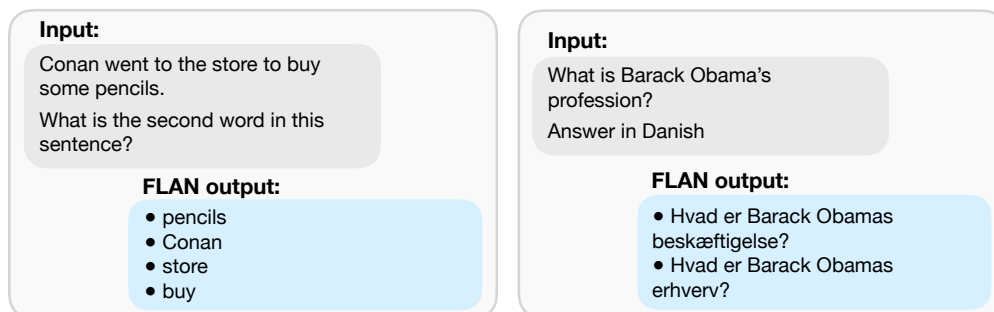 Input:
Conan went to the store to buy
some pencils.
What is the second word in this
sentence?
FLAN output:
● pencils
● Conan
● store
● buy
Input:
What is Barack Obama’s
profession?
Answer in Danish
FLAN output:
● Hvad er Barack Obamas
beskæftigelse?
● Hvad er Barack Obamas
erhverv?